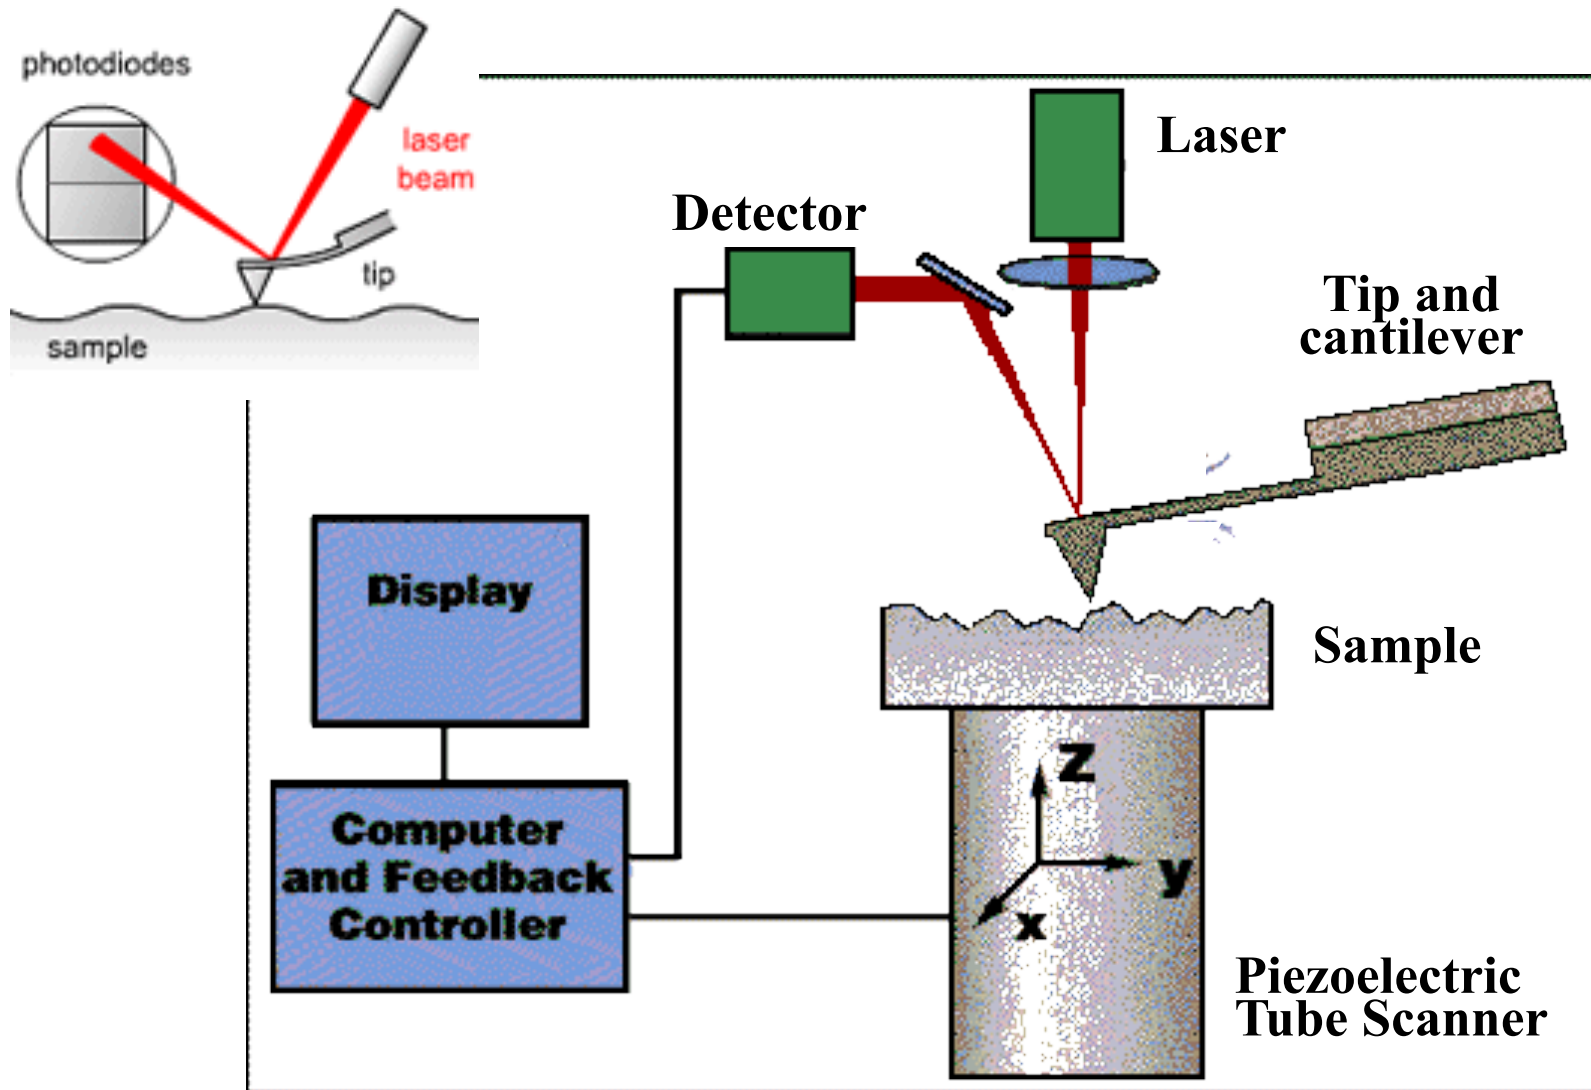 photodiodes
laser
beam
tip
sample
Laser
Detector
Tip and
cantilever
Display
Sample
Z
y
x
Computer
and Feedback
Controller
Piezoelectric
Tube Scanner